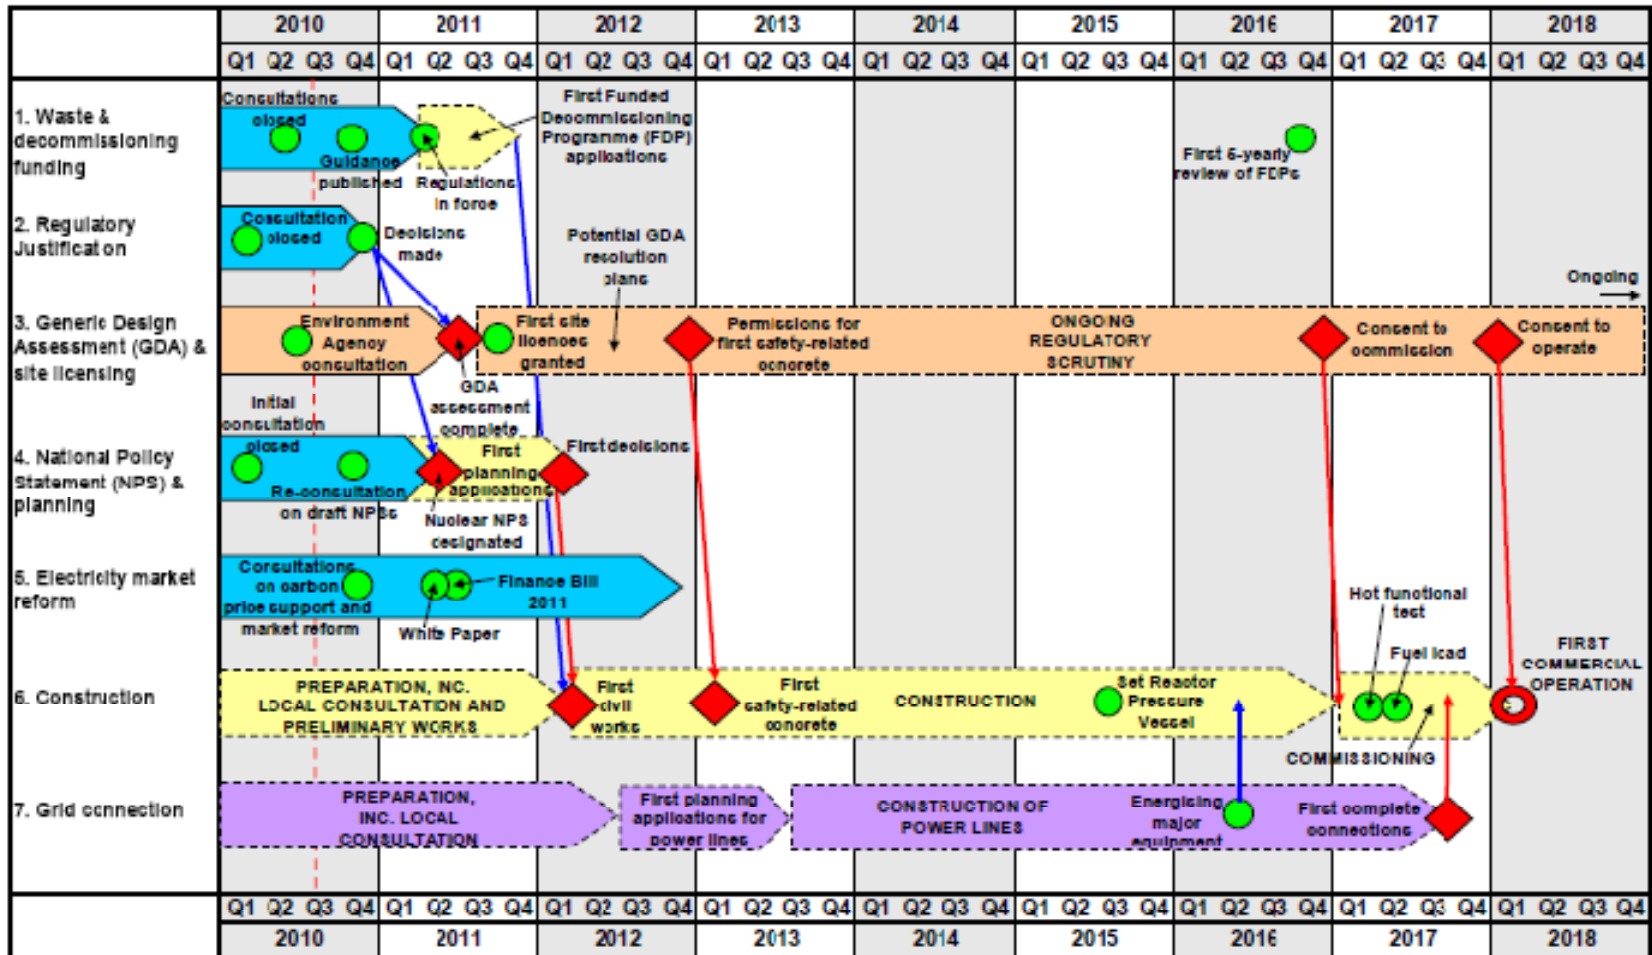 2010 2011 2012 2013 2014 2015 2016 2017 2018
Q1 Q2 Q3 Q4 Q1 Q2 Q3 Q4 Q1 Q2 Q3 Q4 Q1 Q2 Q3 Q4 Q1 Q2 Q3 Q4 Q1 Q2 Q3 Q4 Q1 Q2 Q3 Q4 Q1 Q2 Q3 Q4 Q1 Q2 Q3 Q4
1. Waste &
decommissioning
funding
Consultations
closed
Guidance
published
Regulations
in force
First Funded
Decommissioning
Programme (FDP)
applications
First 5-yearly
review of FDPs
2. Regulatory
Justification
Consultation
closed
Decisions
made
Potential GDA
resolution
plans
Ongoing
3. Generic Design
Assessment (GDA) &
site licensing
Environment
Agency
consultation
GDA
assessment
complete
First site
licences
granted
Permissions for
first safety-related
concrete
ONGOING
REGULATORY
SCRUTINY
Consent to
commission
Consent to
operate
4. National Policy
Statement (NPS) &
planning
Initial
consultation
closed
Re-consultation
on draft NPSs
Nuclear NPS
designated
First
planning
applications
First decisions
5. Electricity market
reform
Consultations
on carbon
price support and
market reform
White Paper
Finance Bill
2011
6. Construction
PREPARATION, INC.
LOCAL CONSULTATION AND
PRELIMINARY WORKS
First
civil
works
First
safety-related
concrete
CONSTRUCTION
Set Reactor
Pressure
Vessel
Hot functional
test
Fuel load
COMMISSIONING
FIRST
COMMERCIAL
OPERATION
7. Grid connection
PREPARATION,
INC. LOCAL
CONSULTATION
First planning
applications for
power lines
CONSTRUCTION OF
POWER LINES
Energising
major
equipment
First complete
connections
Q1 Q2 Q3 Q4 Q1 Q2 Q3 Q4 Q1 Q2 Q3 Q4 Q1 Q2 Q3 Q4 Q1 Q2 Q3 Q4 Q1 Q2 Q3 Q4 Q1 Q2 Q3 Q4 Q1 Q2 Q3 Q4 Q1 Q2 Q3 Q4
2010 2011 2012 2013 2014 2015 2016 2017 2018